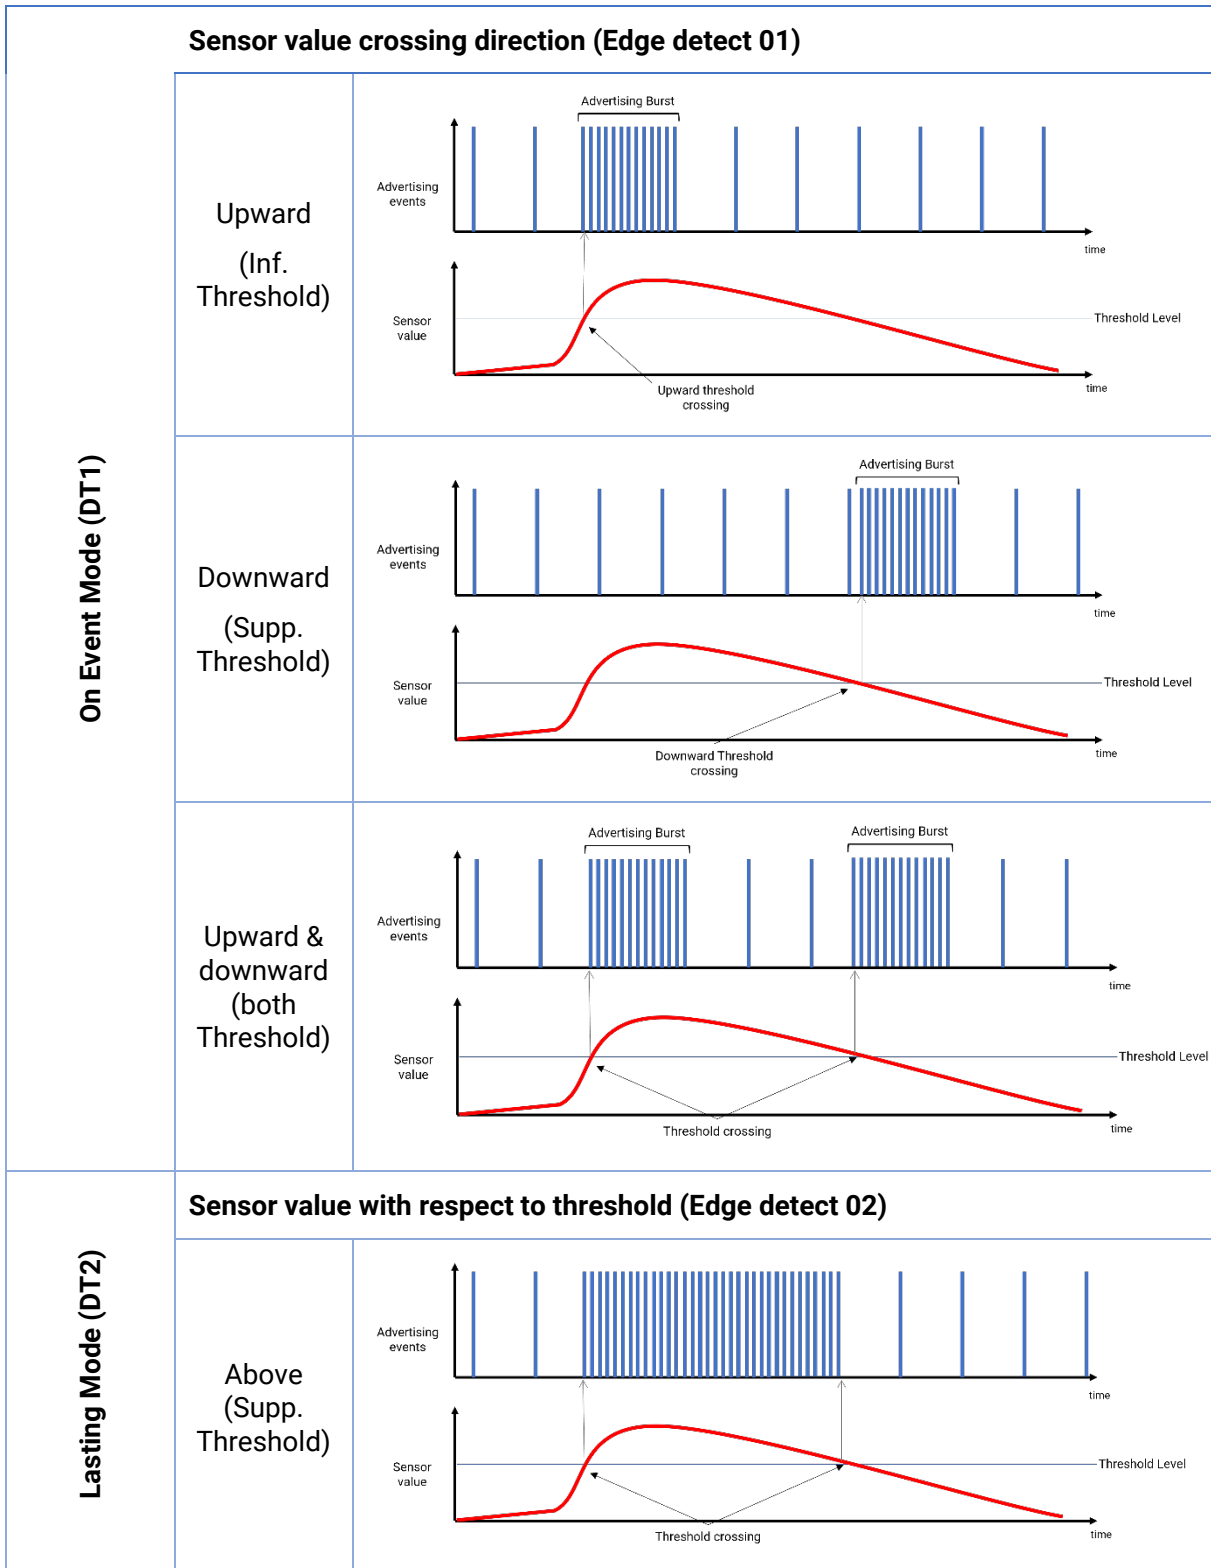 Sensor value crossing direction (Edge detect 01)
On Event Mode (DT1)
Upward
(Inf.
Threshold)
Advertising Burst
Advertising
events
time
Sensor
value
Threshold Level
Upward threshold
crossing
time
Downward
(Supp.
Threshold)
Advertising Burst
Advertising
events
time
Sensor
value
Threshold Level
Downward Threshold
crossing
time
Upward &
downward
(both
Threshold)
Advertising Burst
Advertising Burst
Advertising
events
time
Sensor
value
Threshold Level
Threshold crossing
time
Lasting Mode (DT2)
Sensor value with respect to threshold (Edge detect 02)
Above
(Supp.
Threshold)
Advertising
events
time
Sensor
value
Threshold Level
Threshold crossing
time